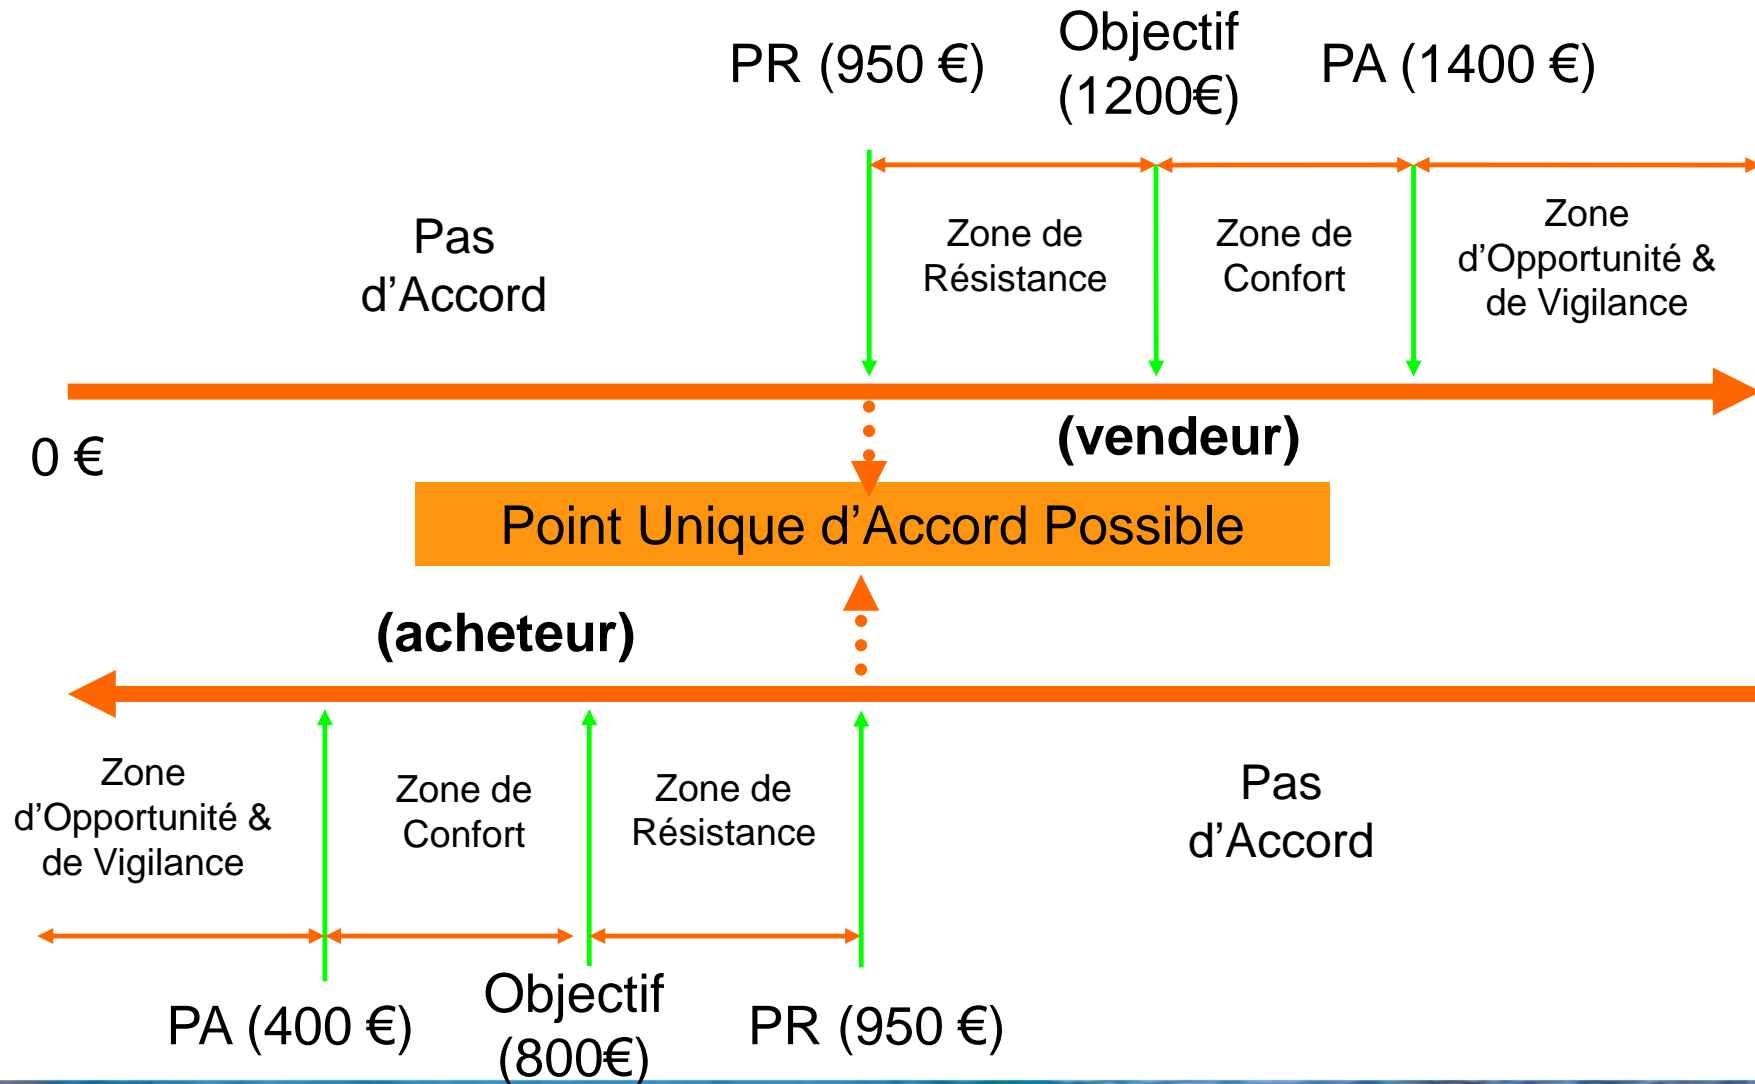 PR (950 €)
Objectif
(1200€)
PA (1400 €)
Pas
d’Accord
Zone de
Résistance
Zone de
Confort
Zone
d’Opportunité &
de Vigilance
0 €
(vendeur)
Point Unique d’Accord Possible
(acheteur)
Zone
d’Opportunité &
de Vigilance
Zone de
Confort
Zone de
Résistance
Pas
d’Accord
PA (400 €)
Objectif
(800€)
PR (950 €)